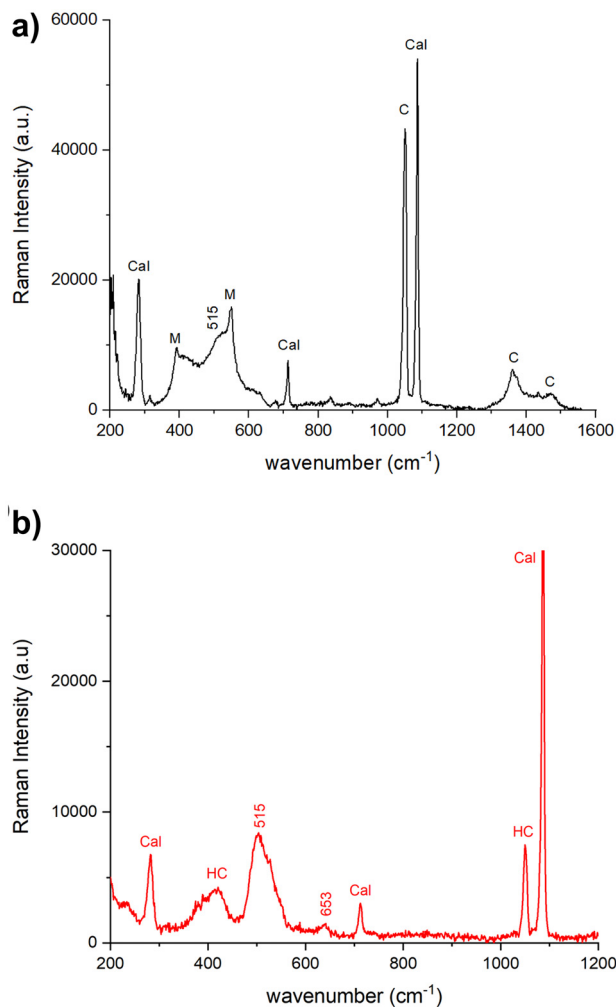 a)
60000
40000
20000
0
Raman Intensity (a.u.)
Cal
M
515
M
Cal
C
Cal
C
C
200 400 600 800 1000 1200 1400 1600
wavenumber (cm-1)
b)
30000
20000
10000
0
Raman Intensity (a.u)
Cal
HC
515
653
Cal
HC
Cal
200 400 600 800 1000 1200
wavenumber (cm-1)